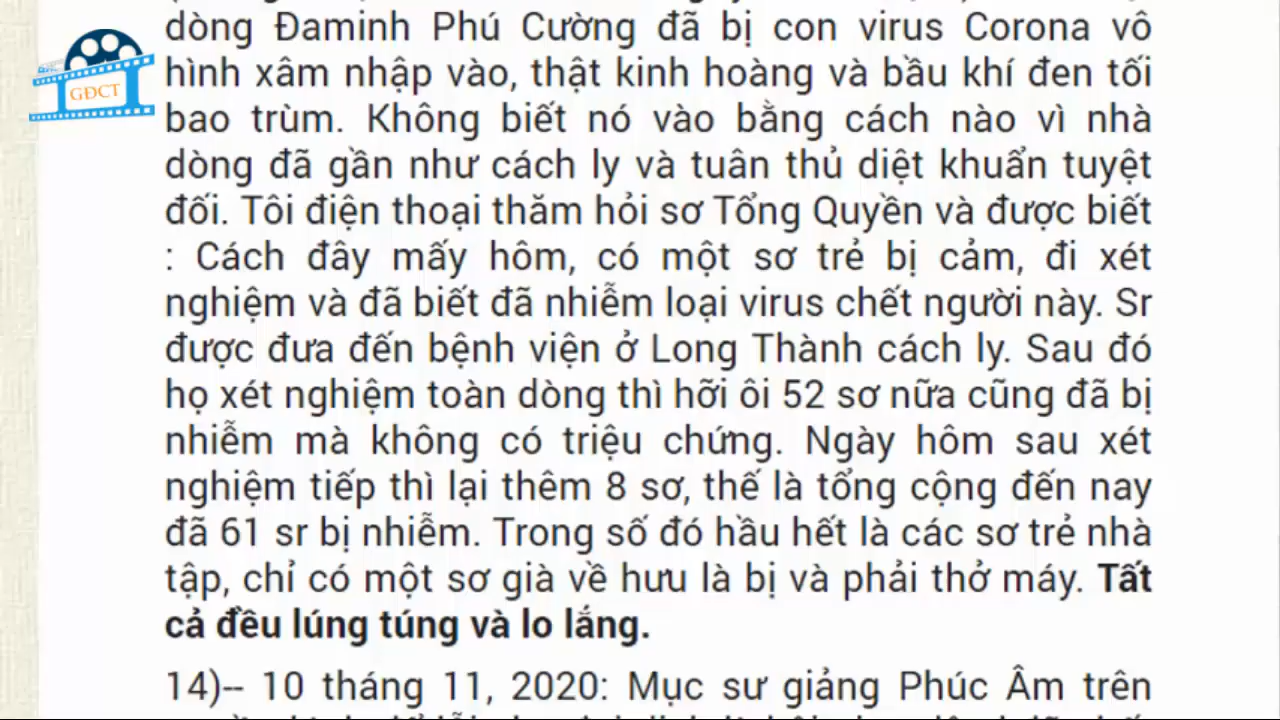 dòng Đaminh Phú Cường đã bị con virus Corona vô
hình xâm nhập vào, thật kinh hoàng và bầu khí đen tối
bao trùm. Không biết nó vào bằng cách nào vì nhà
dòng đã gần như cách ly và tuân thủ diệt khuẩn tuyệt
đối. Tôi điện thoại thăm hỏi sơ Tổng Quyền và được biết
: Cách đây mấy hôm, có một sơ trẻ bị cảm, đi xét
nghiệm và đã biết đã nhiễm loại virus chết người này. Sr
được đưa đến bệnh viện ở Long Thành cách ly. Sau đó
họ xét nghiệm toàn dòng thì hỡi ôi 52 sơ nữa cũng đã bị
nhiễm mà không có triệu chứng. Ngày hôm sau xét
nghiệm tiếp thì lại thêm 8 sơ, thế là tổng cộng đến nay
đã 61 sr bị nhiễm. Trong số đó hầu hết là các sơ trẻ nhà
tập, chỉ có một sơ già về hưu là bị và phải thở máy. Tất
cả đều lúng túng và lo lắng.
14)-- 10 tháng 11, 2020: Mục sư giảng Phúc Âm trên
GĐCT